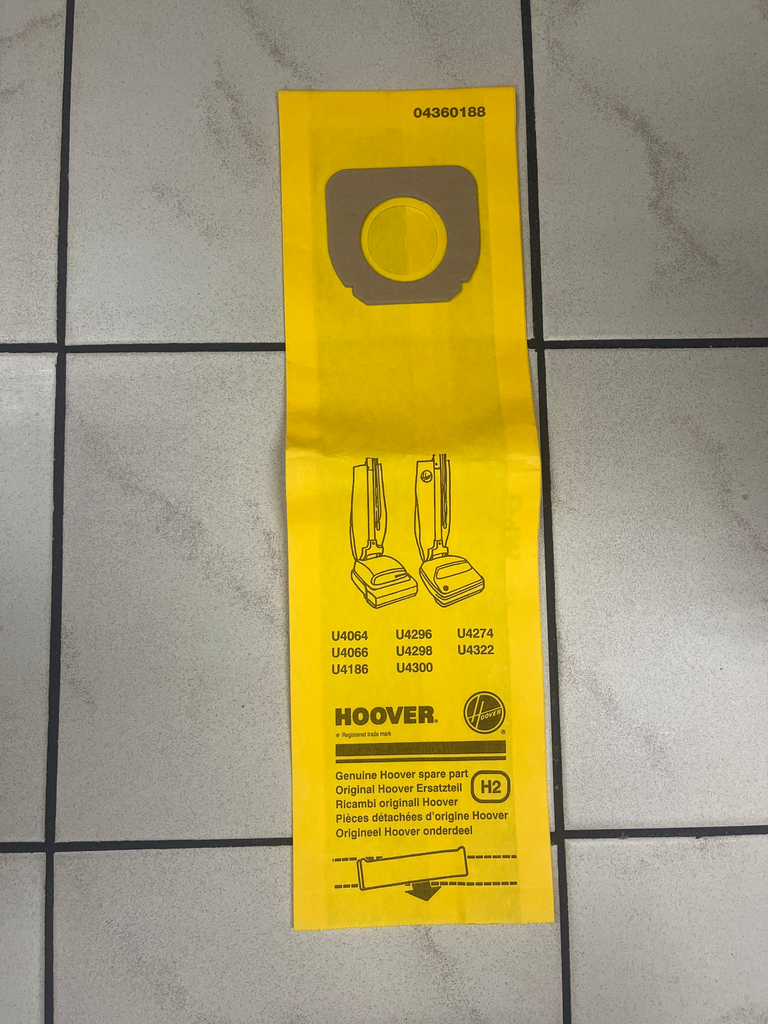 04360188
U4064 U4296 U4274
U4066 U4298 U4322
U4186 U4300
HOOVER®
HOOVER ®
® Registered trade mark
Genuine Hoover spare part
Original Hoover Ersatzteil
H2
Ricambi originali Hoover
Pièces détachées d'origine Hoover
Origineel Hoover onderdeel